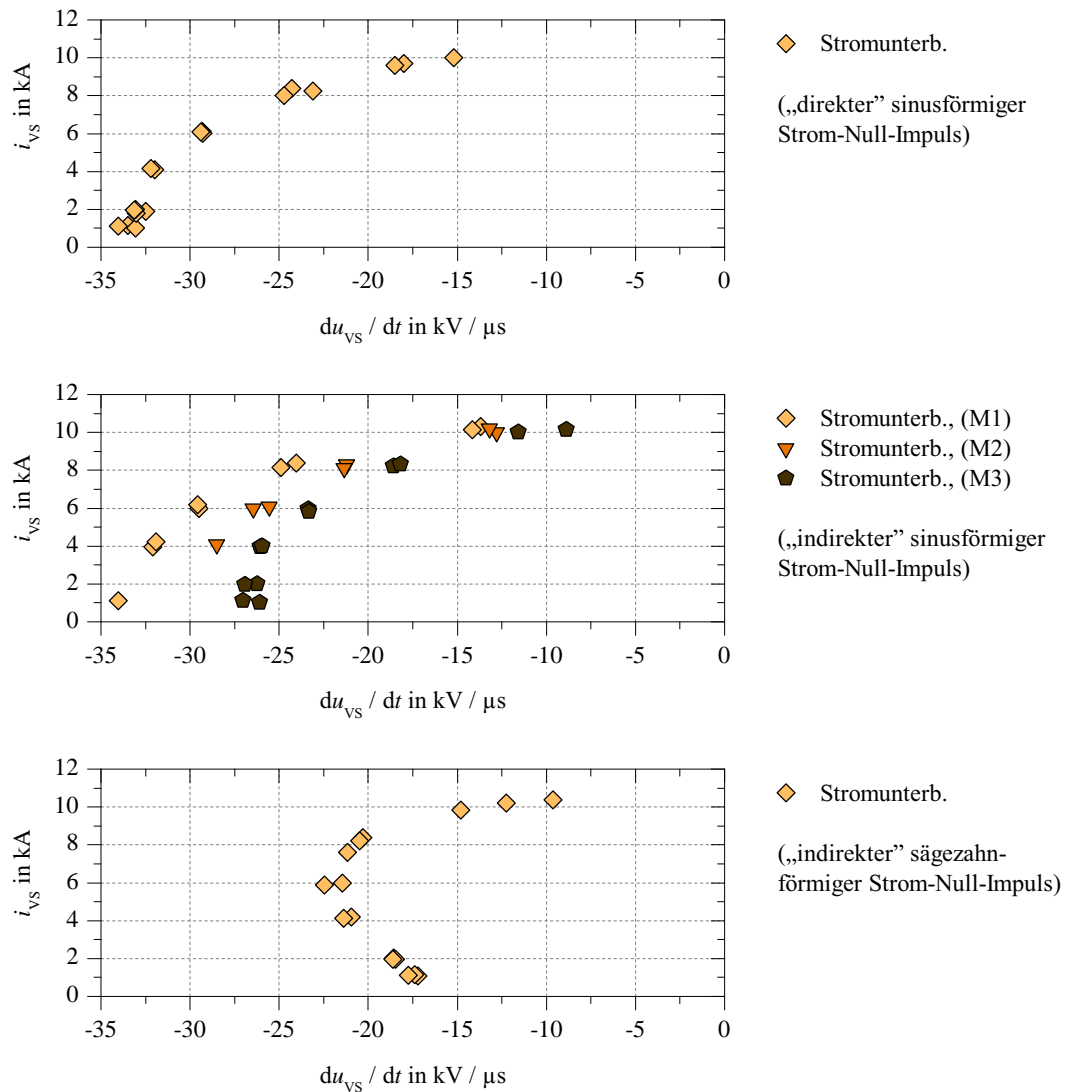 12
10
8
6
4
2
0
i_VS in kA
-35 -30 -25 -20 -15 -10 -5 0
du_VS / dt in kV / µs
Stromunterb.
(„direkter” sinusförmiger
Strom-Null-Impuls)
12
10
8
6
4
2
0
i_VS in kA
-35 -30 -25 -20 -15 -10 -5 0
du_VS / dt in kV / µs
Stromunterb., (M1)
Stromunterb., (M2)
Stromunterb., (M3)
(„indirekter” sinusförmiger
Strom-Null-Impuls)
12
10
8
6
4
2
0
i_VS in kA
-35 -30 -25 -20 -15 -10 -5 0
du_VS / dt in kV / µs
Stromunterb.
(„indirekter” sägezahn-
förmiger Strom-Null-Impuls)